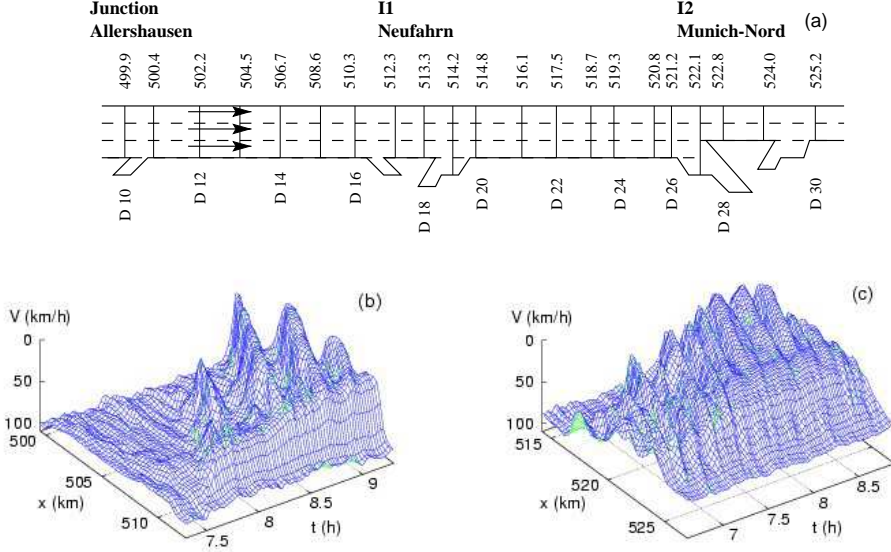 Junction I1 I2
Allershausen Neufahrn Munich-Nord (a)
499.9 500.4 502.2 504.5 506.7 508.6 510.3 512.3 513.3 514.2 514.8 516.1 517.5 518.7 519.3 520.8 521.2 522.1 522.8 524.0 525.2
D 10 D 12 D 14 D 16 D 18 D 20 D 22 D 24 D 26 D 28 D 30
(b)
V (km/h)
0
50
100
500
505
510
x (km)
7.5
8
8.5
9
t (h)
(c)
V (km/h)
0
50
100
515
520
525
x (km)
7
7.5
8
8.5
t (h)